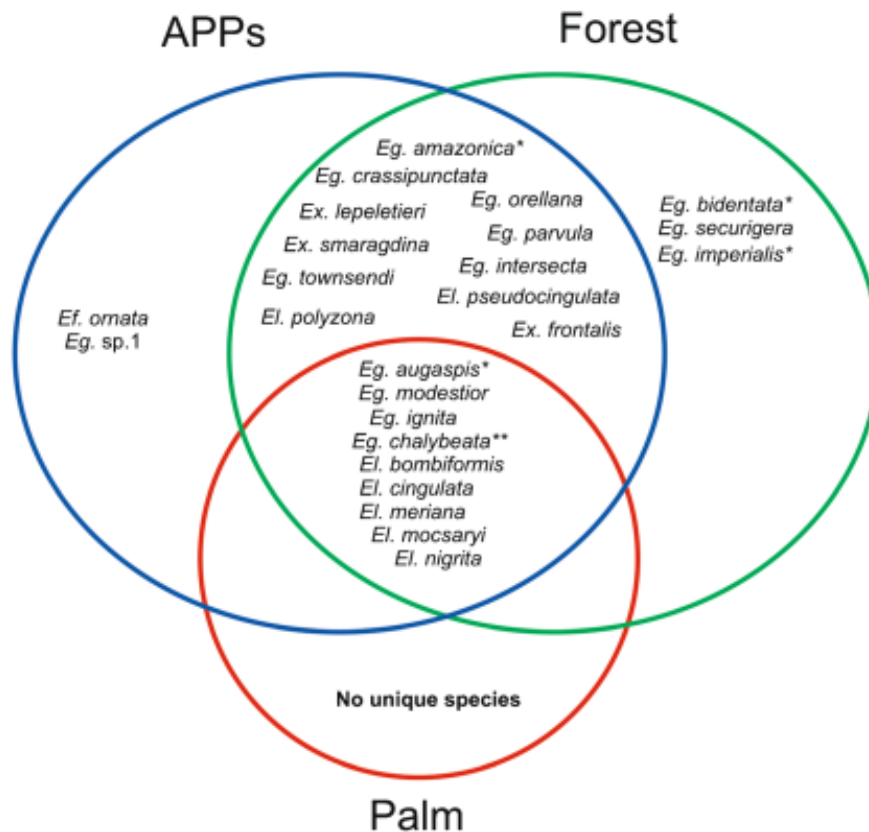 APPs
Forest
Eg. amazonica*
Eg. crassipunctata
Ex. lepeletieri
Ex. smaragdina
Eg. townsendi
El. polyzona
Eg. orellana
Eg. parvula
Eg. intersecta
El. pseudocingulata
Ex. frontalis
Eg. bidentata*
Eg. securigera
Eg. imperialis*
Ef. ornata
Eg. sp.1
Eg. augaspis*
Eg. modestior
Eg. ignita
Eg. chalybeata**
El. bombiformis
El. cingulata
El. meriana
El. mocsaryi
El. nigrita
No unique species
Palm